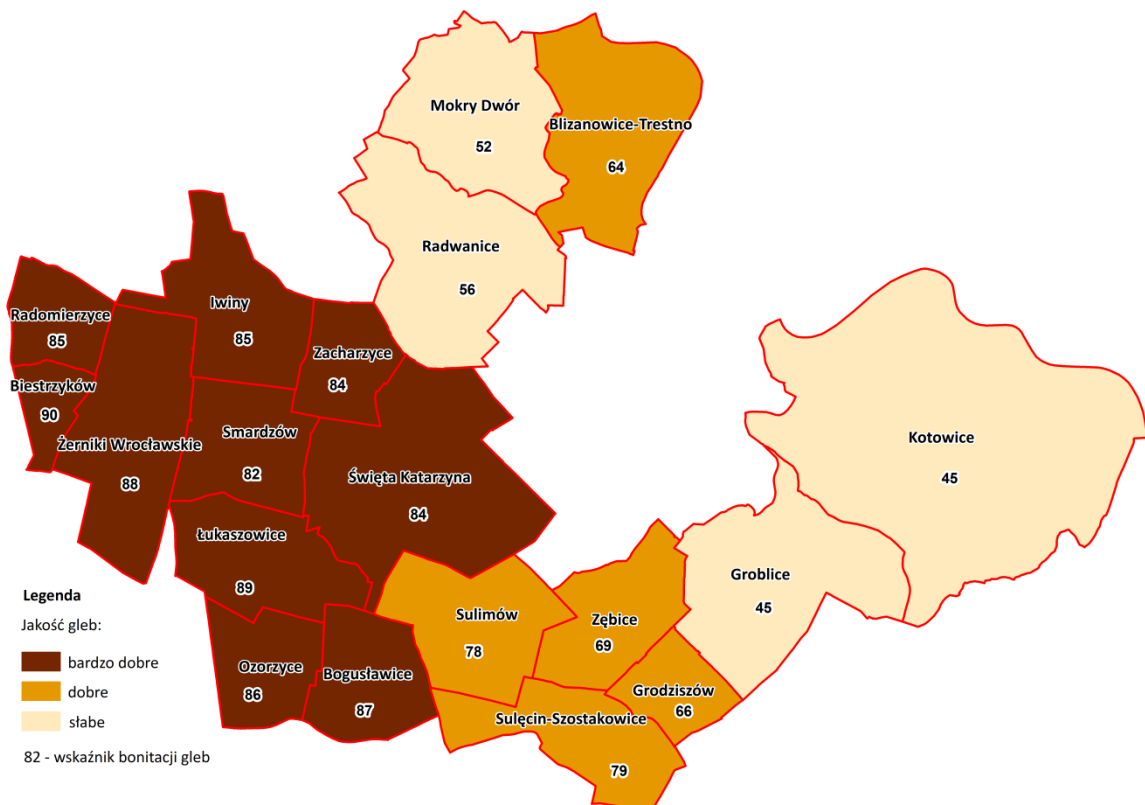 Mokry Dwór
52
Blizanowice-Trestno
64
Radwanice
56
Iwiny
85
Radomierzyce
85
Zacharzyce
84
Biestrzyków
90
Żerniki Wrocławskie
88
Smardzów
82
Święta Katarzyna
84
Kotowice
45
Łukaszowice
89
Groblice
45
Sulimów
78
Zębice
69
Ozorzyce
86
Bogusławice
87
Grodziszów
66
Sulęcin-Szostakowice
79
Legenda
Jakość gleb:
bardzo dobre
dobre
słabe
82 - wskaźnik bonitacji gleb